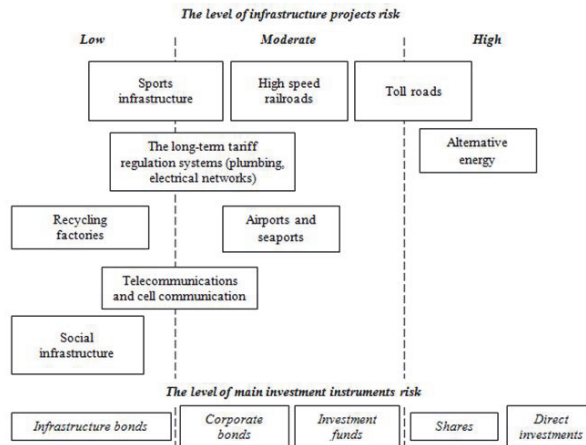 The level of infrastructure projects risk
Low Moderate High
Sports
infrastructure
High speed
railroads
Toll roads
The long-term tariff
regulation systems (plumbing,
electrical networks)
Alternative
energy
Recycling
factories
Airports and
seaports
Telecommunications
and cell communication
Social
infrastructure
The level of main investment instruments risk
Infrastructure bonds
Corporate
bonds
Investment
funds
Shares
Direct
investments